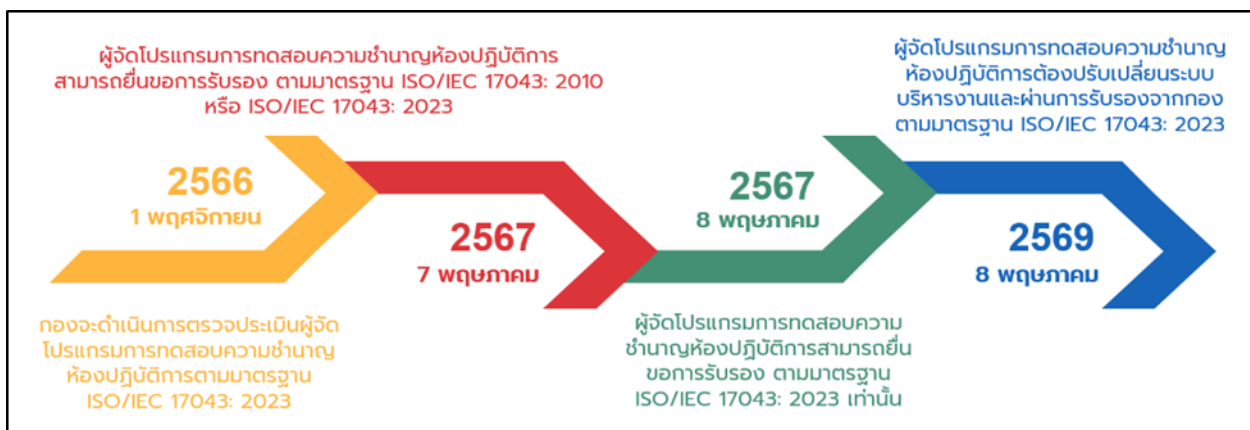 ผู้จัดโปรแกรมการทดสอบความชำนาญห้องปฏิบัติการ
สามารถยื่นขอการรับรอง ตามมาตรฐาน ISO/IEC 17043: 2010
หรือ ISO/IEC 17043: 2023
ผู้จัดโปรแกรมการทดสอบความชำนาญ
ห้องปฏิบัติการต้องปรับเปลี่ยนระบบ
บริหารงานและผ่านการรับรองจากกอง
ตามมาตรฐาน ISO/IEC 17043: 2023
2566
1 พฤศจิกายน
2567
7 พฤษภาคม
2567
8 พฤษภาคม
2569
8 พฤษภาคม
กองจะดำเนินการตรวจประเมินผู้จัด
โปรแกรมการทดสอบความชำนาญ
ห้องปฏิบัติการตามมาตรฐาน
ISO/IEC 17043: 2023
ผู้จัดโปรแกรมการทดสอบความ
ชำนาญห้องปฏิบัติการสามารถยื่น
ขอการรับรอง ตามมาตรฐาน
ISO/IEC 17043: 2023 เท่านั้น